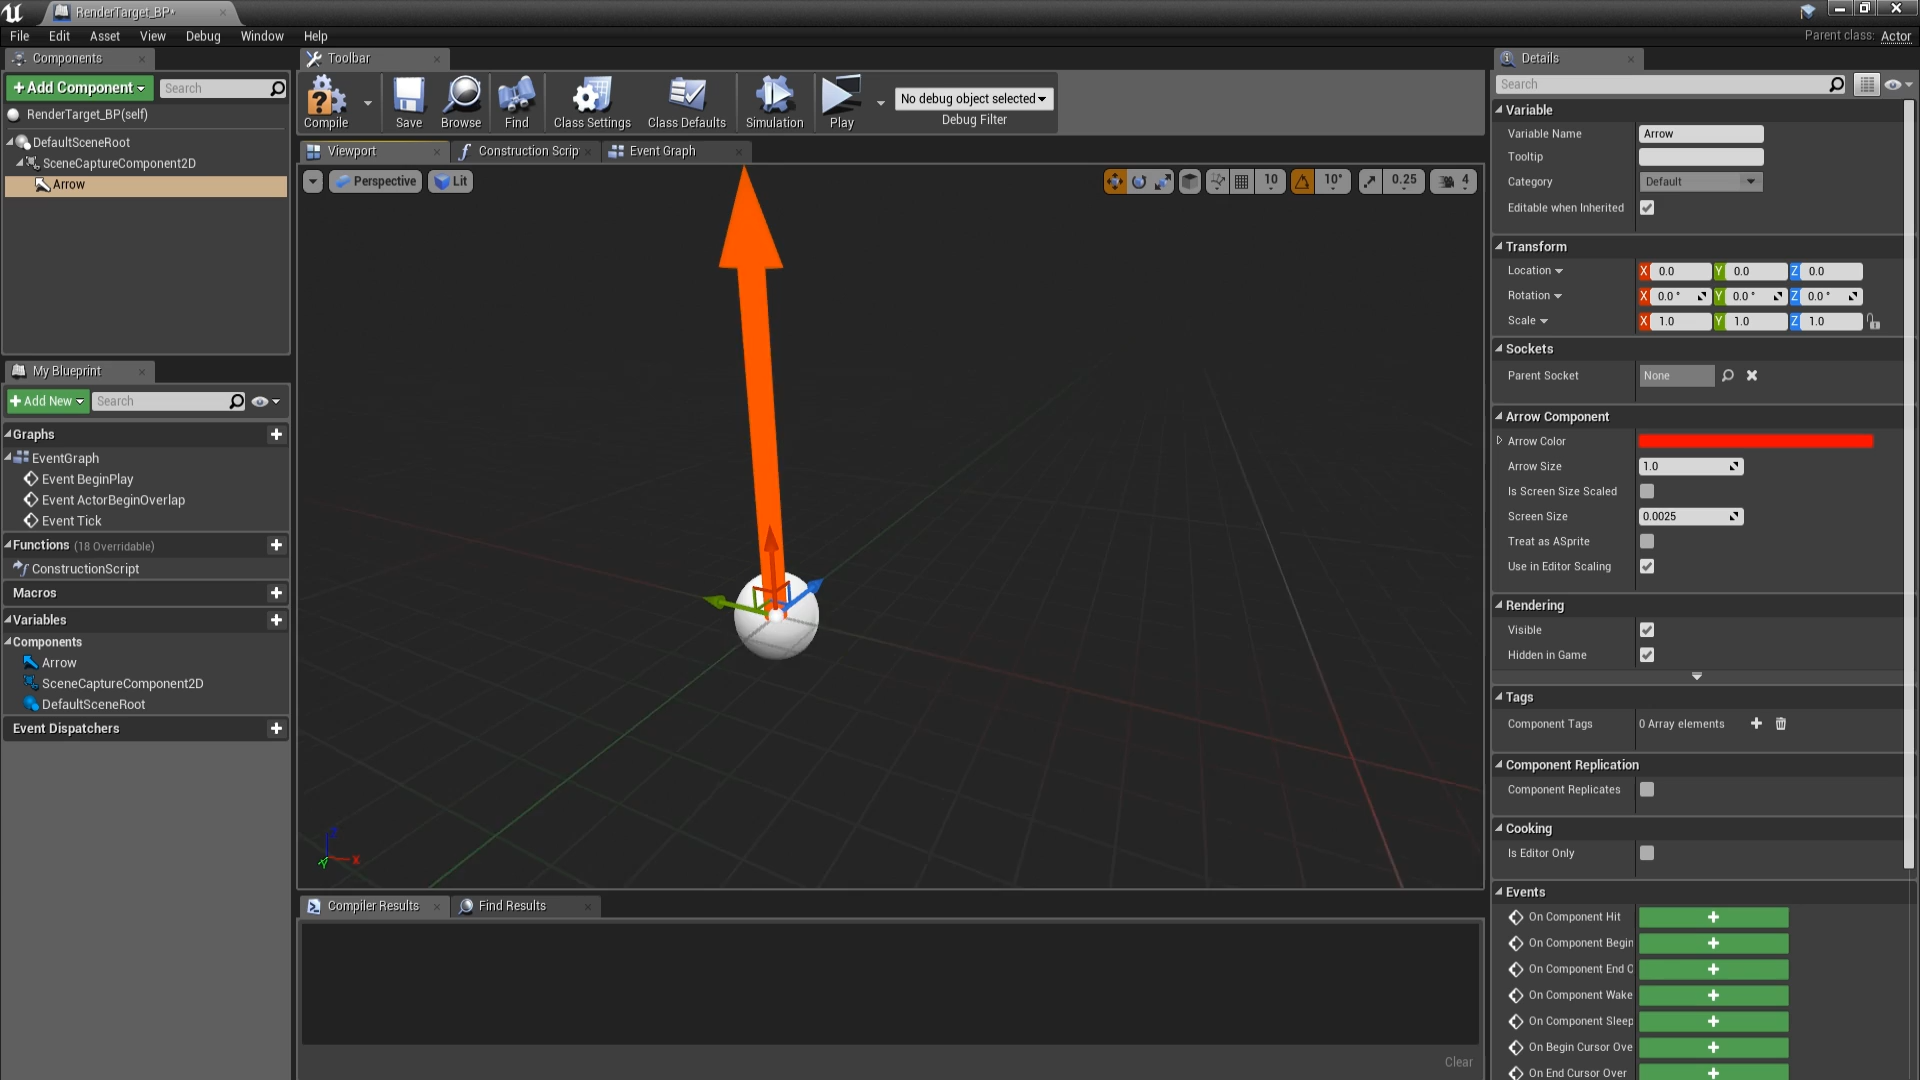 RenderTarget_BP*
File Edit Asset View Debug Window Help
Parent class: Actor
Components
+Add Component
Search
RenderTarget_BP(self)
DefaultSceneRoot
SceneCaptureComponent2D
Arrow
My Blueprint
+Add New
Search
Graphs
EventGraph
Event BeginPlay
Event ActorBeginOverlap
Event Tick
Functions (18 Overridable)
ConstructionScript
Macros
Variables
Components
Arrow
SceneCaptureComponent2D
DefaultSceneRoot
Event Dispatchers
Toolbar
Compile
Save
Browse
Find
Class Settings
Class Defaults
Simulation
Play
No debug object selected
Debug Filter
Viewport
Construction Scrip
Event Graph
Perspective
Lit
10
10°
0.25
4
Z
Y
X
Compiler Results
Find Results
Clear
Details
Search
Variable
Variable Name Arrow
Tooltip
Category Default
Editable when Inherited
Transform
Location X 0.0 Y 0.0 Z 0.0
Rotation X 0.0 ° Y 0.0 ° Z 0.0 °
Scale X 1.0 Y 1.0 Z 1.0
Sockets
Parent Socket None
Arrow Component
Arrow Color
Arrow Size 1.0
Is Screen Size Scaled
Screen Size 0.0025
Treat as ASprite
Use in Editor Scaling
Rendering
Visible
Hidden in Game
Tags
Component Tags 0 Array elements
Component Replication
Component Replicates
Cooking
Is Editor Only
Events
On Component Hit
On Component Begin
On Component End O
On Component Wake
On Component Sleep
On Begin Cursor Ove
On End Cursor Over